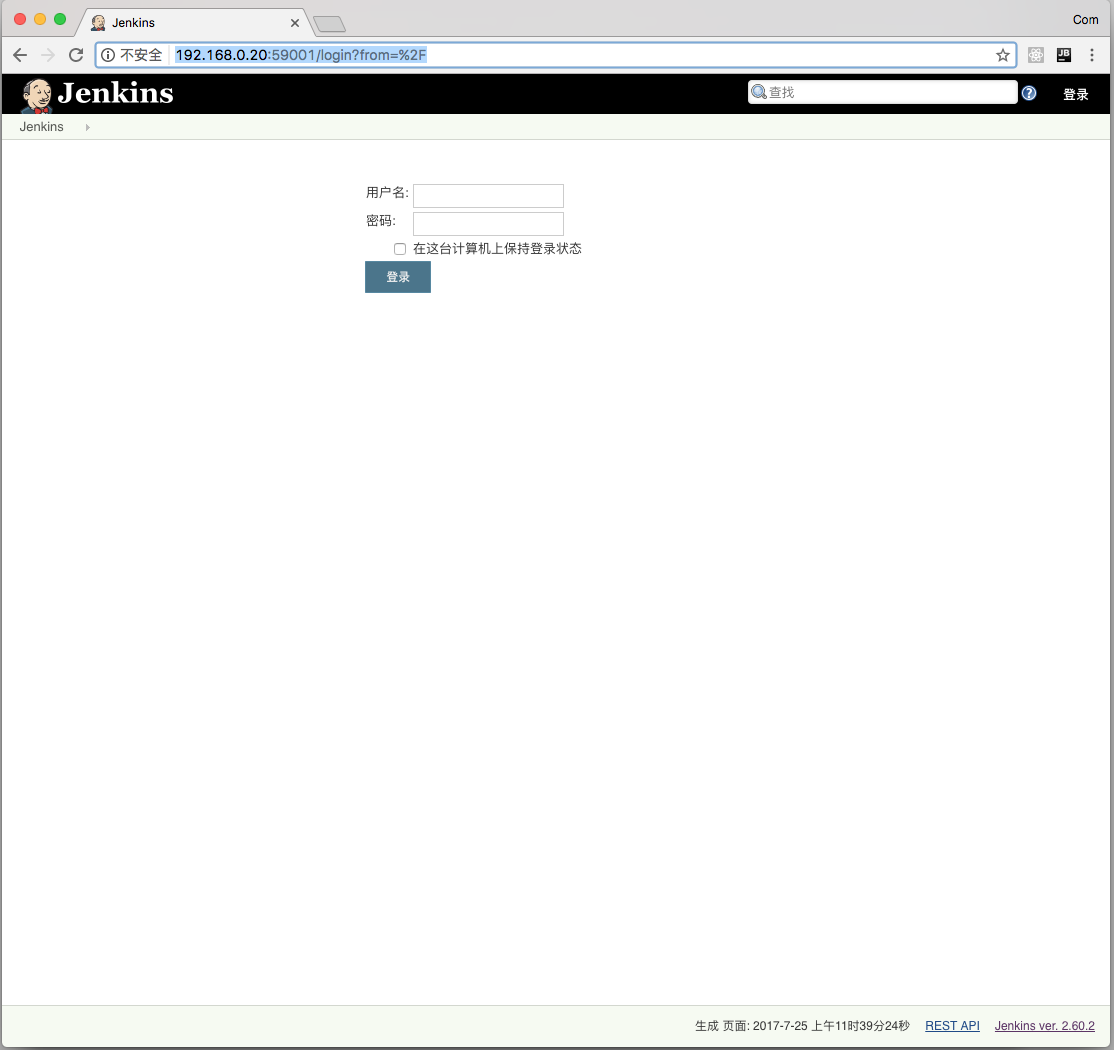 Jenkins
Com
不安全 192.168.0.20:59001/login?from=%2F
JB
Jenkins
查找
登录
Jenkins
用户名:
密码:
在这台计算机上保持登录状态
登录
生成 页面: 2017-7-25 上午11时39分24秒 REST API Jenkins ver. 2.60.2